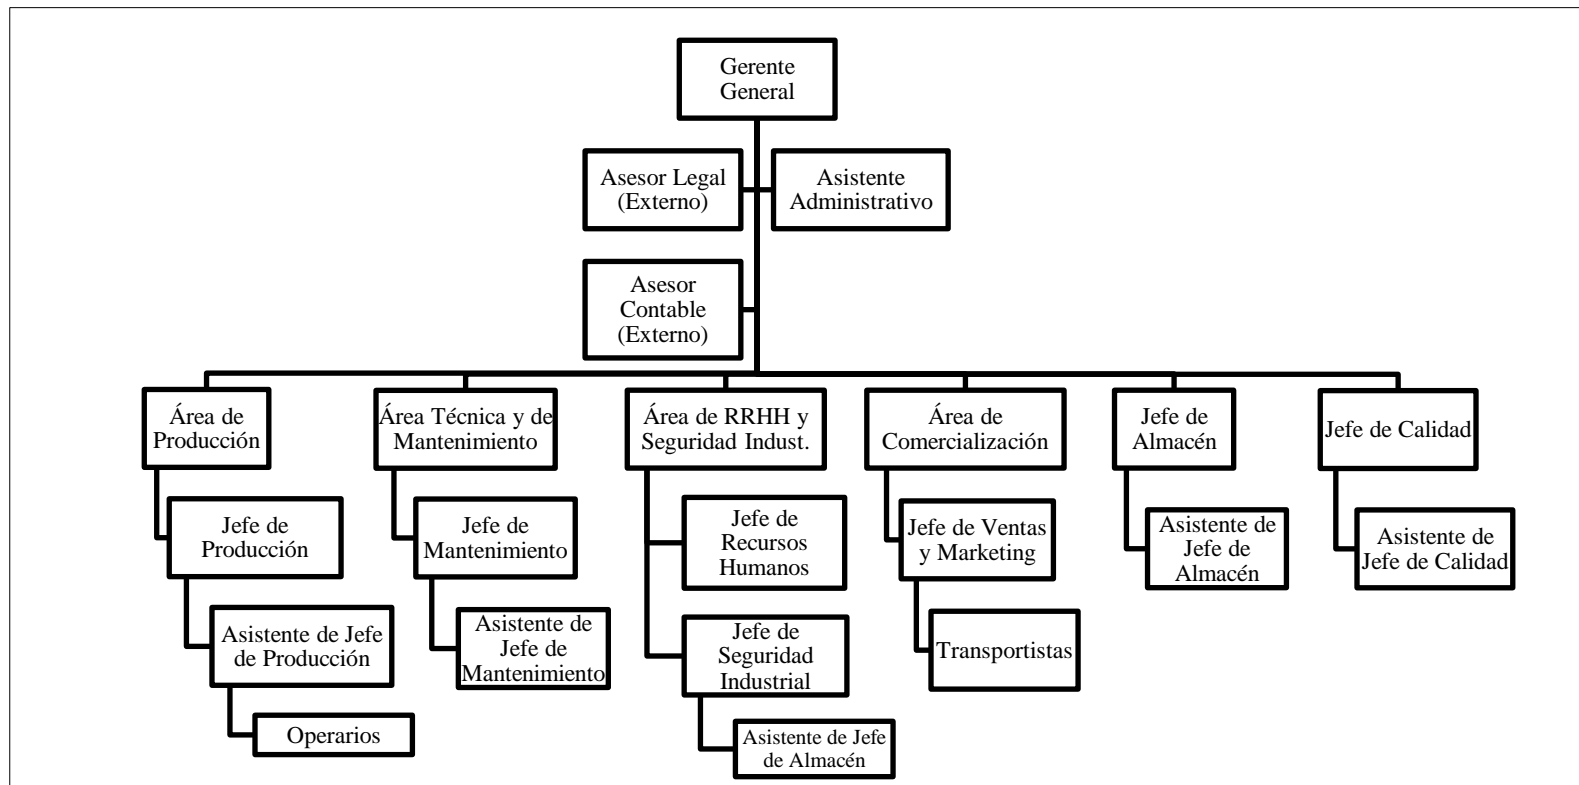 Gerente
General
Asesor Legal
(Externo)
Asistente
Administrativo
Asesor
Contable
(Externo)
Área de
Producción
Área Técnica y de
Mantenimiento
Área de RRHH y
Seguridad Indust.
Área de
Comercialización
Jefe de
Almacén
Jefe de Calidad
Jefe de
Producción
Jefe de
Mantenimiento
Jefe de
Recursos
Humanos
Jefe de Ventas
y Marketing
Asistente de
Jefe de
Almacén
Asistente de
Jefe de Calidad
Asistente de Jefe
de Producción
Asistente de
Jefe de
Mantenimiento
Jefe de
Seguridad
Industrial
Transportistas
Operarios
Asistente de Jefe
de Almacén